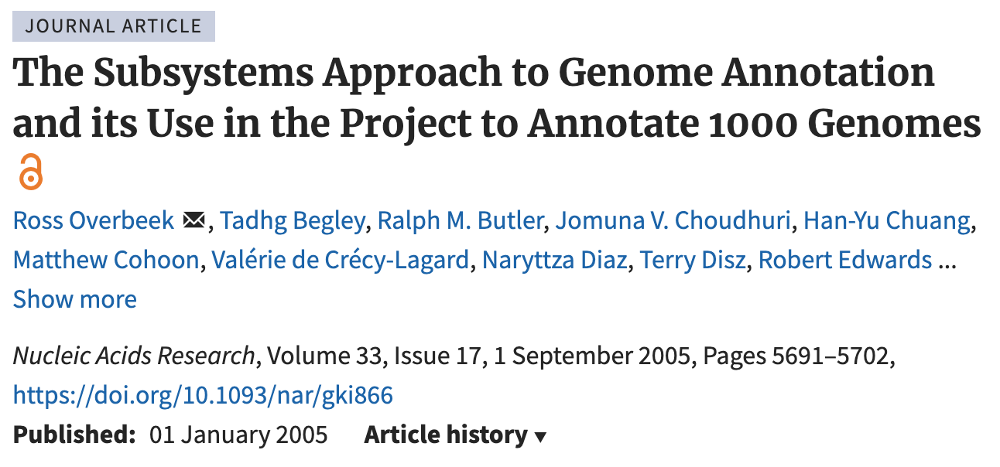 JOURNAL ARTICLE
The Subsystems Approach to Genome Annotation
and its Use in the Project to Annotate 1000 Genomes
Ross Overbeek, Tadhg Begley, Ralph M. Butler, Jomuna V. Choudhuri, Han-Yu Chuang,
Matthew Cohoon, Valérie de Crécy-Lagard, Naryttza Diaz, Terry Disz, Robert Edwards ...
Show more
Nucleic Acids Research, Volume 33, Issue 17, 1 September 2005, Pages 5691–5702,
https://doi.org/10.1093/nar/gki866
Published: 01 January 2005 Article history ▼